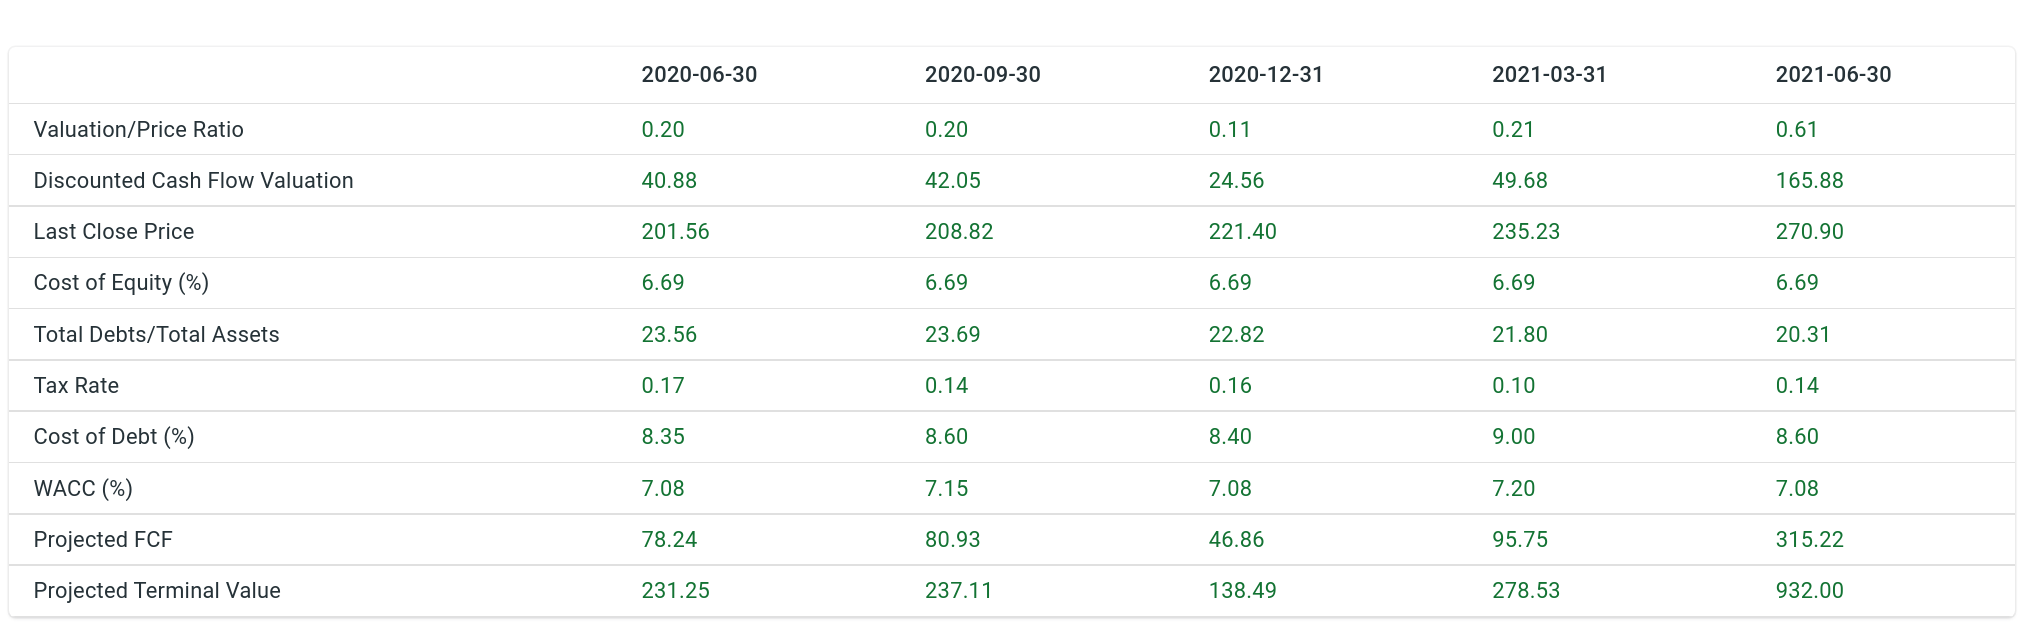 2020-06-30 2020-09-30 2020-12-31 2021-03-31 2021-06-30
Valuation/Price Ratio 0.20 0.20 0.11 0.21 0.61
Discounted Cash Flow Valuation 40.88 42.05 24.56 49.68 165.88
Last Close Price 201.56 208.82 221.40 235.23 270.90
Cost of Equity (%) 6.69 6.69 6.69 6.69 6.69
Total Debts/Total Assets 23.56 23.69 22.82 21.80 20.31
Tax Rate 0.17 0.14 0.16 0.10 0.14
Cost of Debt (%) 8.35 8.60 8.40 9.00 8.60
WACC (%) 7.08 7.15 7.08 7.20 7.08
Projected FCF 78.24 80.93 46.86 95.75 315.22
Projected Terminal Value 231.25 237.11 138.49 278.53 932.00